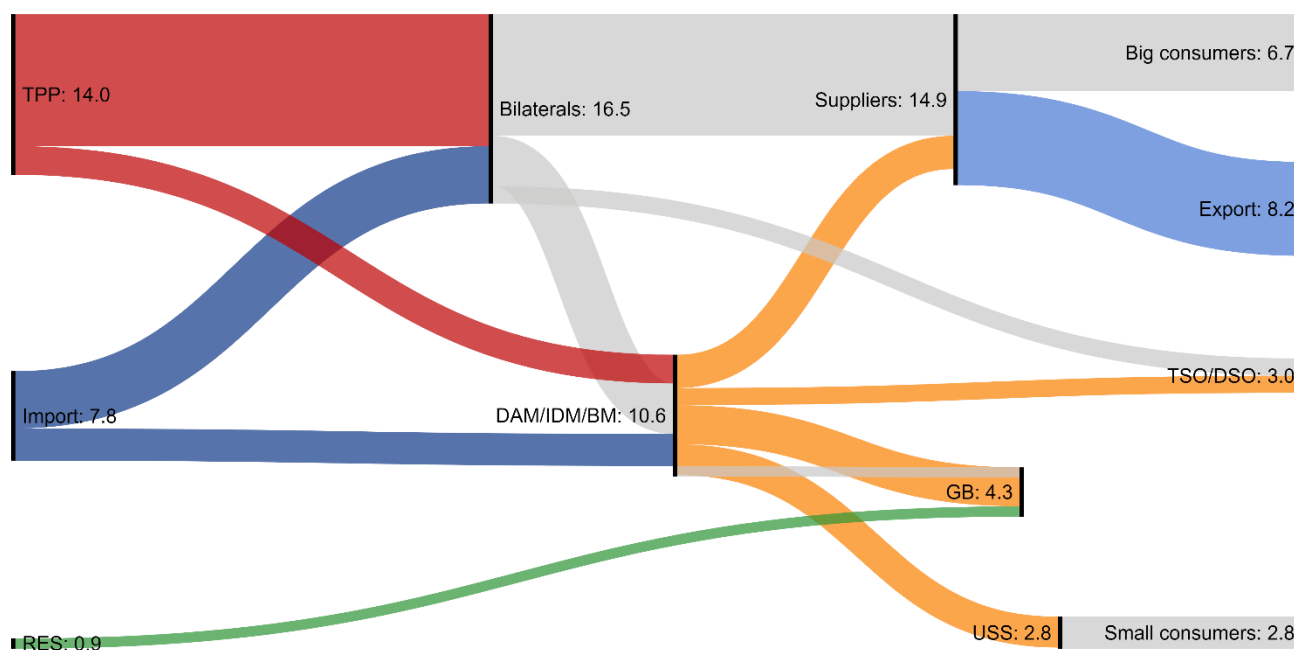 Big consumers: 6.7
TPP: 14.0
Bilaterals: 16.5
Suppliers: 14.9
Export: 8.2
TSO/DSO: 3.0
Import: 7.8
DAM/IDM/BM: 10.6
GB: 4.3
RES: 0.9
USS: 2.8
Small consumers: 2.8